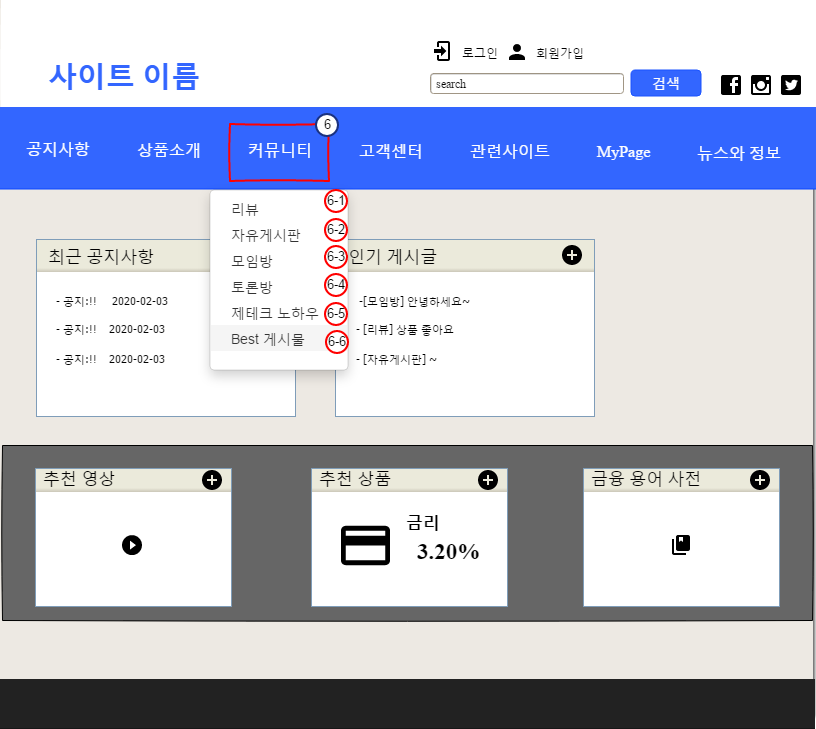 로그인 회원가입
사이트 이름
search 검색
6
공지사항 상품소개 커뮤니티 고객센터 관련사이트 MyPage 뉴스와 정보
리뷰 6-1
자유게시판 6-2
모임방 6-3
토론방 6-4
제테크 노하우 6-5
Best 게시물 6-6
최근 공지사항
- 공지:!! 2020-02-03
- 공지:!! 2020-02-03
- 공지:!! 2020-02-03
인기 게시글
-[모임방] 안녕하세요~
- [리뷰] 상품 좋아요
- [자유게시판] ~
추천 영상
추천 상품
금리
3.20%
금융 용어 사전